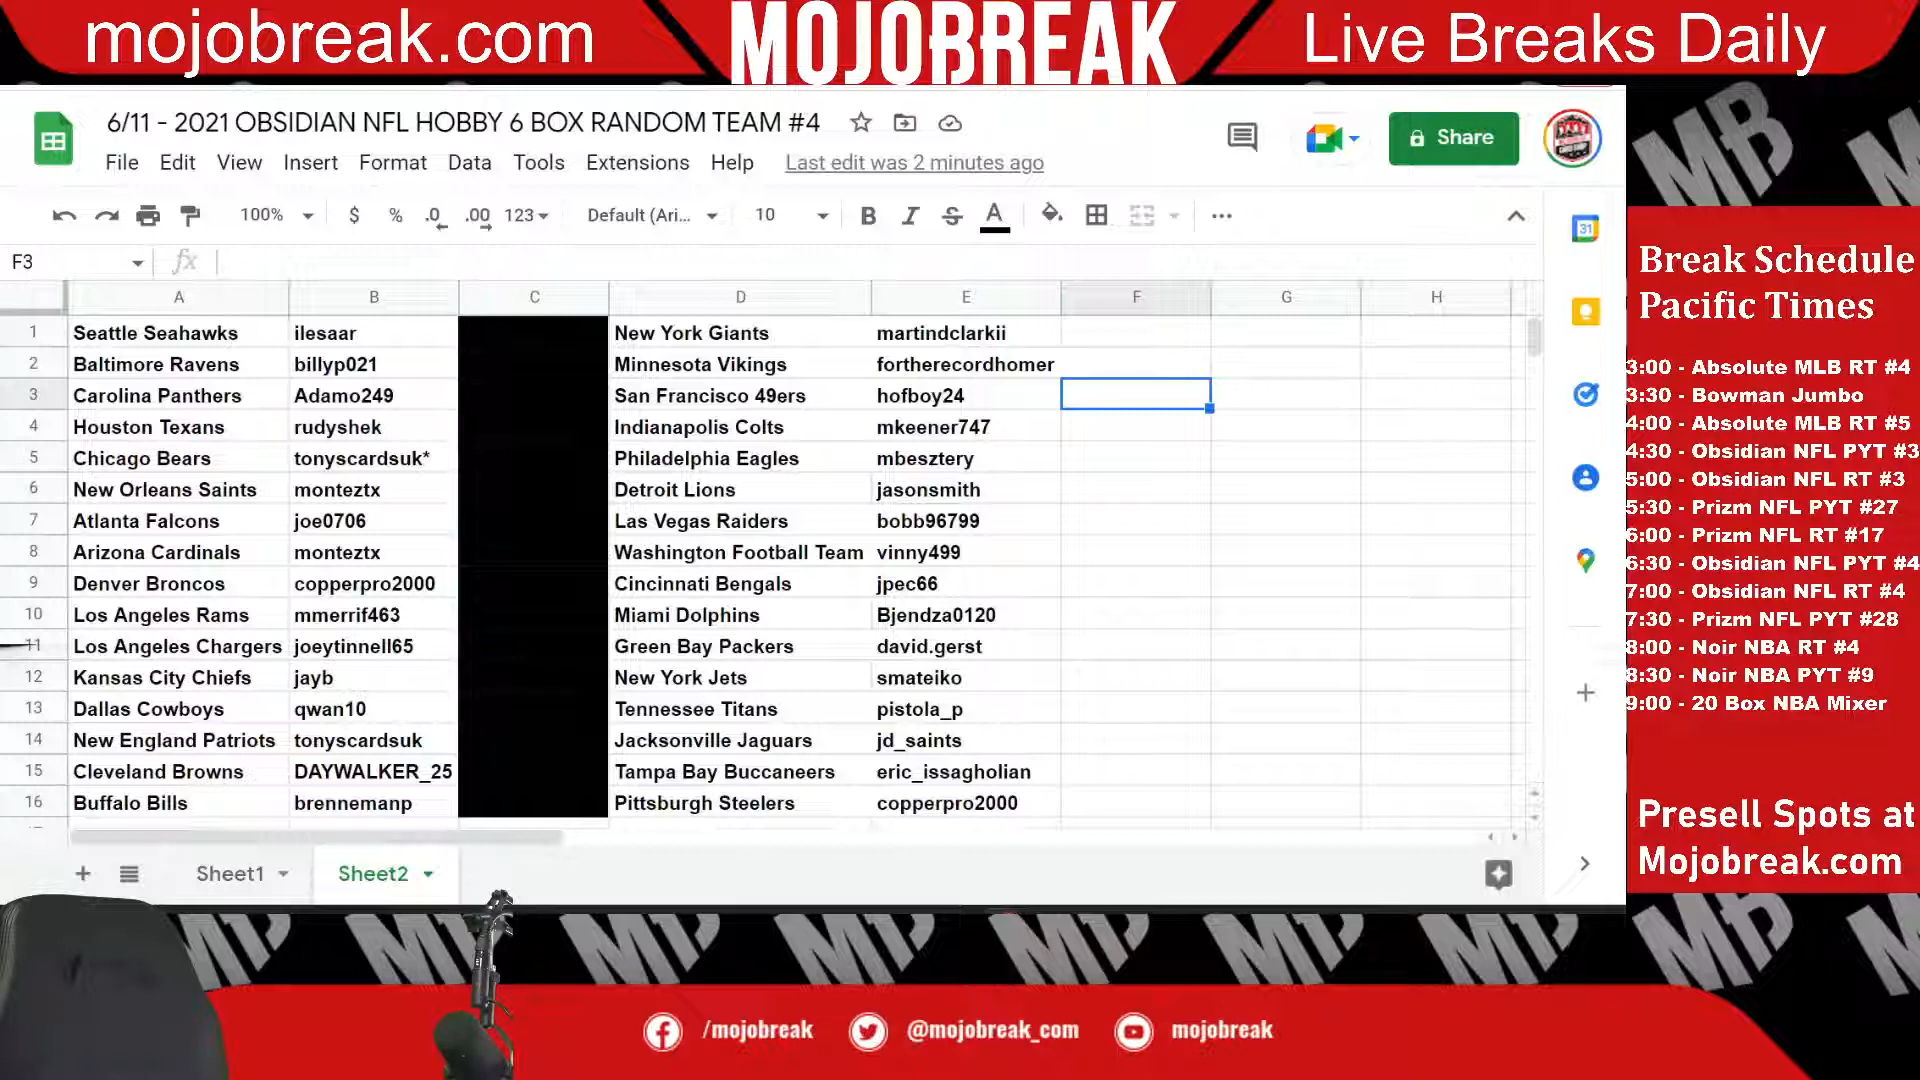 mojobreak.com
MOJOBREAK
Live Breaks Daily
6/11 - 2021 OBSIDIAN NFL HOBBY 6 BOX RANDOM TEAM #4
Share
File Edit View Insert Format Data Tools Extensions Help Last edit was 2 minutes ago
100% $ % .0 .00 123 Default (Ari... 10 B I S A
F3 fx
A B C D E F G H
1 Seattle Seahawks ilesaar New York Giants martindclarkii
2 Baltimore Ravens billyp021 Minnesota Vikings fortherecordhomer
3 Carolina Panthers Adamo249 San Francisco 49ers hofboy24
4 Houston Texans rudyshek Indianapolis Colts mkeener747
5 Chicago Bears tonyscardsuk* Philadelphia Eagles mbesztery
6 New Orleans Saints monteztx Detroit Lions jasonsmith
7 Atlanta Falcons joe0706 Las Vegas Raiders bobb96799
8 Arizona Cardinals monteztx Washington Football Team vinny499
9 Denver Broncos copperpro2000 Cincinnati Bengals jpec66
10 Los Angeles Rams mmerrif463 Miami Dolphins Bjendza0120
11 Los Angeles Chargers joeytinnell65 Green Bay Packers david.gerst
12 Kansas City Chiefs jayb New York Jets smateiko
13 Dallas Cowboys qwan10 Tennessee Titans pistola_p
14 New England Patriots tonyscardsuk Jacksonville Jaguars jd_saints
15 Cleveland Browns DAYWALKER_25 Tampa Bay Buccaneers eric_issagholian
16 Buffalo Bills brennemanp Pittsburgh Steelers copperpro2000
Sheet1 Sheet2
31
Break Schedule
Pacific Times
3:00 - Absolute MLB RT #4
3:30 - Bowman Jumbo
4:00 - Absolute MLB RT #5
4:30 - Obsidian NFL PYT #3
5:00 - Obsidian NFL RT #3
5:30 - Prizm NFL PYT #27
6:00 - Prizm NFL RT #17
6:30 - Obsidian NFL PYT #4
7:00 - Obsidian NFL RT #4
7:30 - Prizm NFL PYT #28
8:00 - Noir NBA RT #4
8:30 - Noir NBA PYT #9
9:00 - 20 Box NBA Mixer
Presell Spots at
Mojobreak.com
/mojobreak @mojobreak_com mojobreak